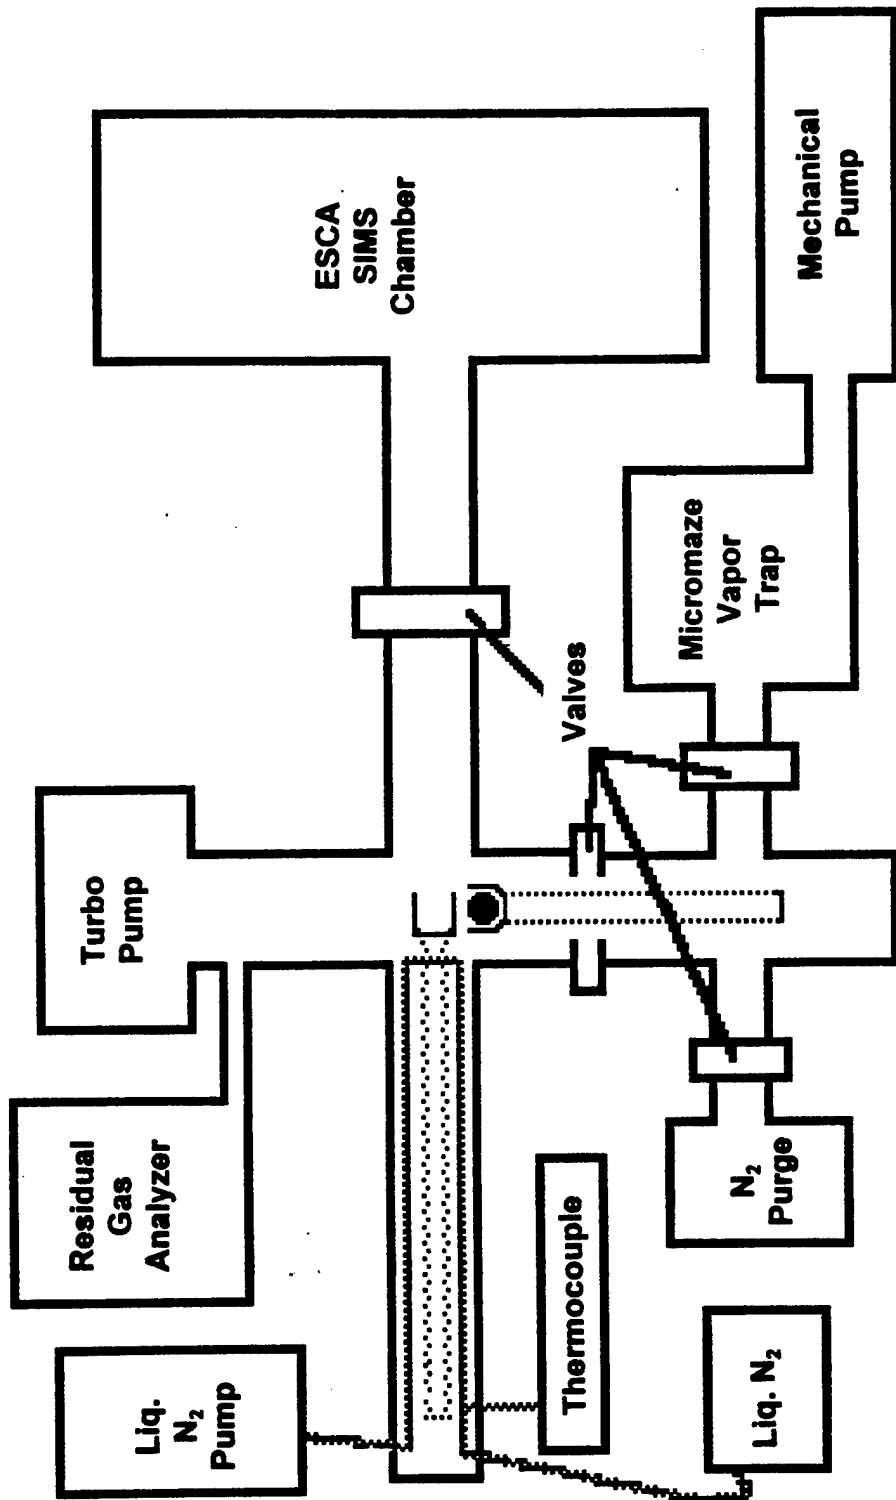 Liq.
N₂
Pump
Residual
Gas
Analyzer
Turbo
Pump
ESCA
SIMS
Chamber
Thermocouple
Valves
Liq. N₂
N₂
Purge
Micromaze
Vapor
Trap
Mechanical
Pump